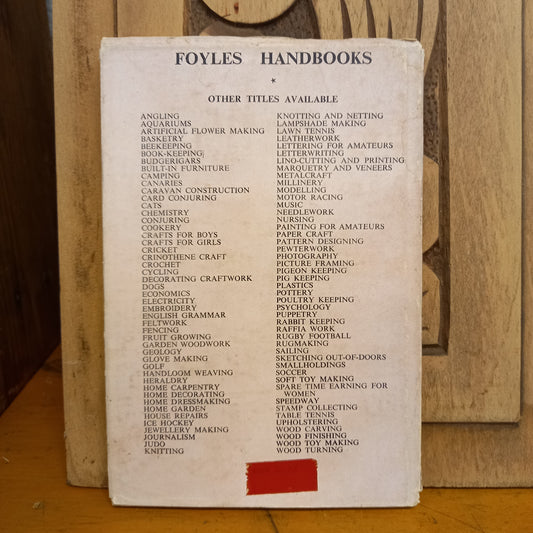 FOYLES HANDBOOKS
*
OTHER TITLES AVAILABLE
ANGLING
AQUARIUMS
ARTIFICIAL FLOWER MAKING
BASKETRY
BEEKEEPING
BOOK-KEEPING
BUDGERIGARS
BUILT-IN FURNITURE
CAMPING
CANARIES
CARAVAN CONSTRUCTION
CARD CONJURING
CATS
CHEMISTRY
CONJURING
COOKERY
CRAFTS FOR BOYS
CRAFTS FOR GIRLS
CRICKET
CRINOTHENE CRAFT
CROCHET
CYCLING
DECORATING CRAFTWORK
DOGS
ECONOMICS
ELECTRICITY
EMBROIDERY
ENGLISH GRAMMAR
FELTWORK
FENCING
FRUIT GROWING
GARDEN WOODWORK
GEOLOGY
GLOVE MAKING
GOLF
HANDLOOM WEAVING
HERALDRY
HOME CARPENTRY
HOME DECORATING
HOME DRESSMAKING
HOME GARDEN
HOUSE REPAIRS
ICE HOCKEY
JEWELLERY MAKING
JOURNALISM
JUDO
KNITTING
KNOTTING AND NETTING
LAMPSHADE MAKING
LAWN TENNIS
LEATHERWORK
LETTERING FOR AMATEURS
LETTERWRITING
LINO-CUTTING AND PRINTING
MARQUETRY AND VENEERS
METALCRAFT
MILLINERY
MODELLING
MOTOR RACING
MUSIC
NEEDLEWORK
NURSING
PAINTING FOR AMATEURS
PAPER CRAFT
PATTERN DESIGNING
PEWTERWORK
PHOTOGRAPHY
PICTURE FRAMING
PIGEON KEEPING
PIG KEEPING
PLASTICS
POTTERY
POULTRY KEEPING
PSYCHOLOGY
PUPPETRY
RABBIT KEEPING
RAFFIA WORK
RUGBY FOOTBALL
RUGMAKING
SAILING
SKETCHING OUT-OF-DOORS
SMALLHOLDINGS
SOCCER
SOFT TOY MAKING
SPARE TIME EARNING FOR
WOMEN
SPEEDWAY
STAMP COLLECTING
TABLE TENNIS
UPHOLSTERING
WOOD CARVING
WOOD FINISHING
WOOD TOY MAKING
WOOD TURNING